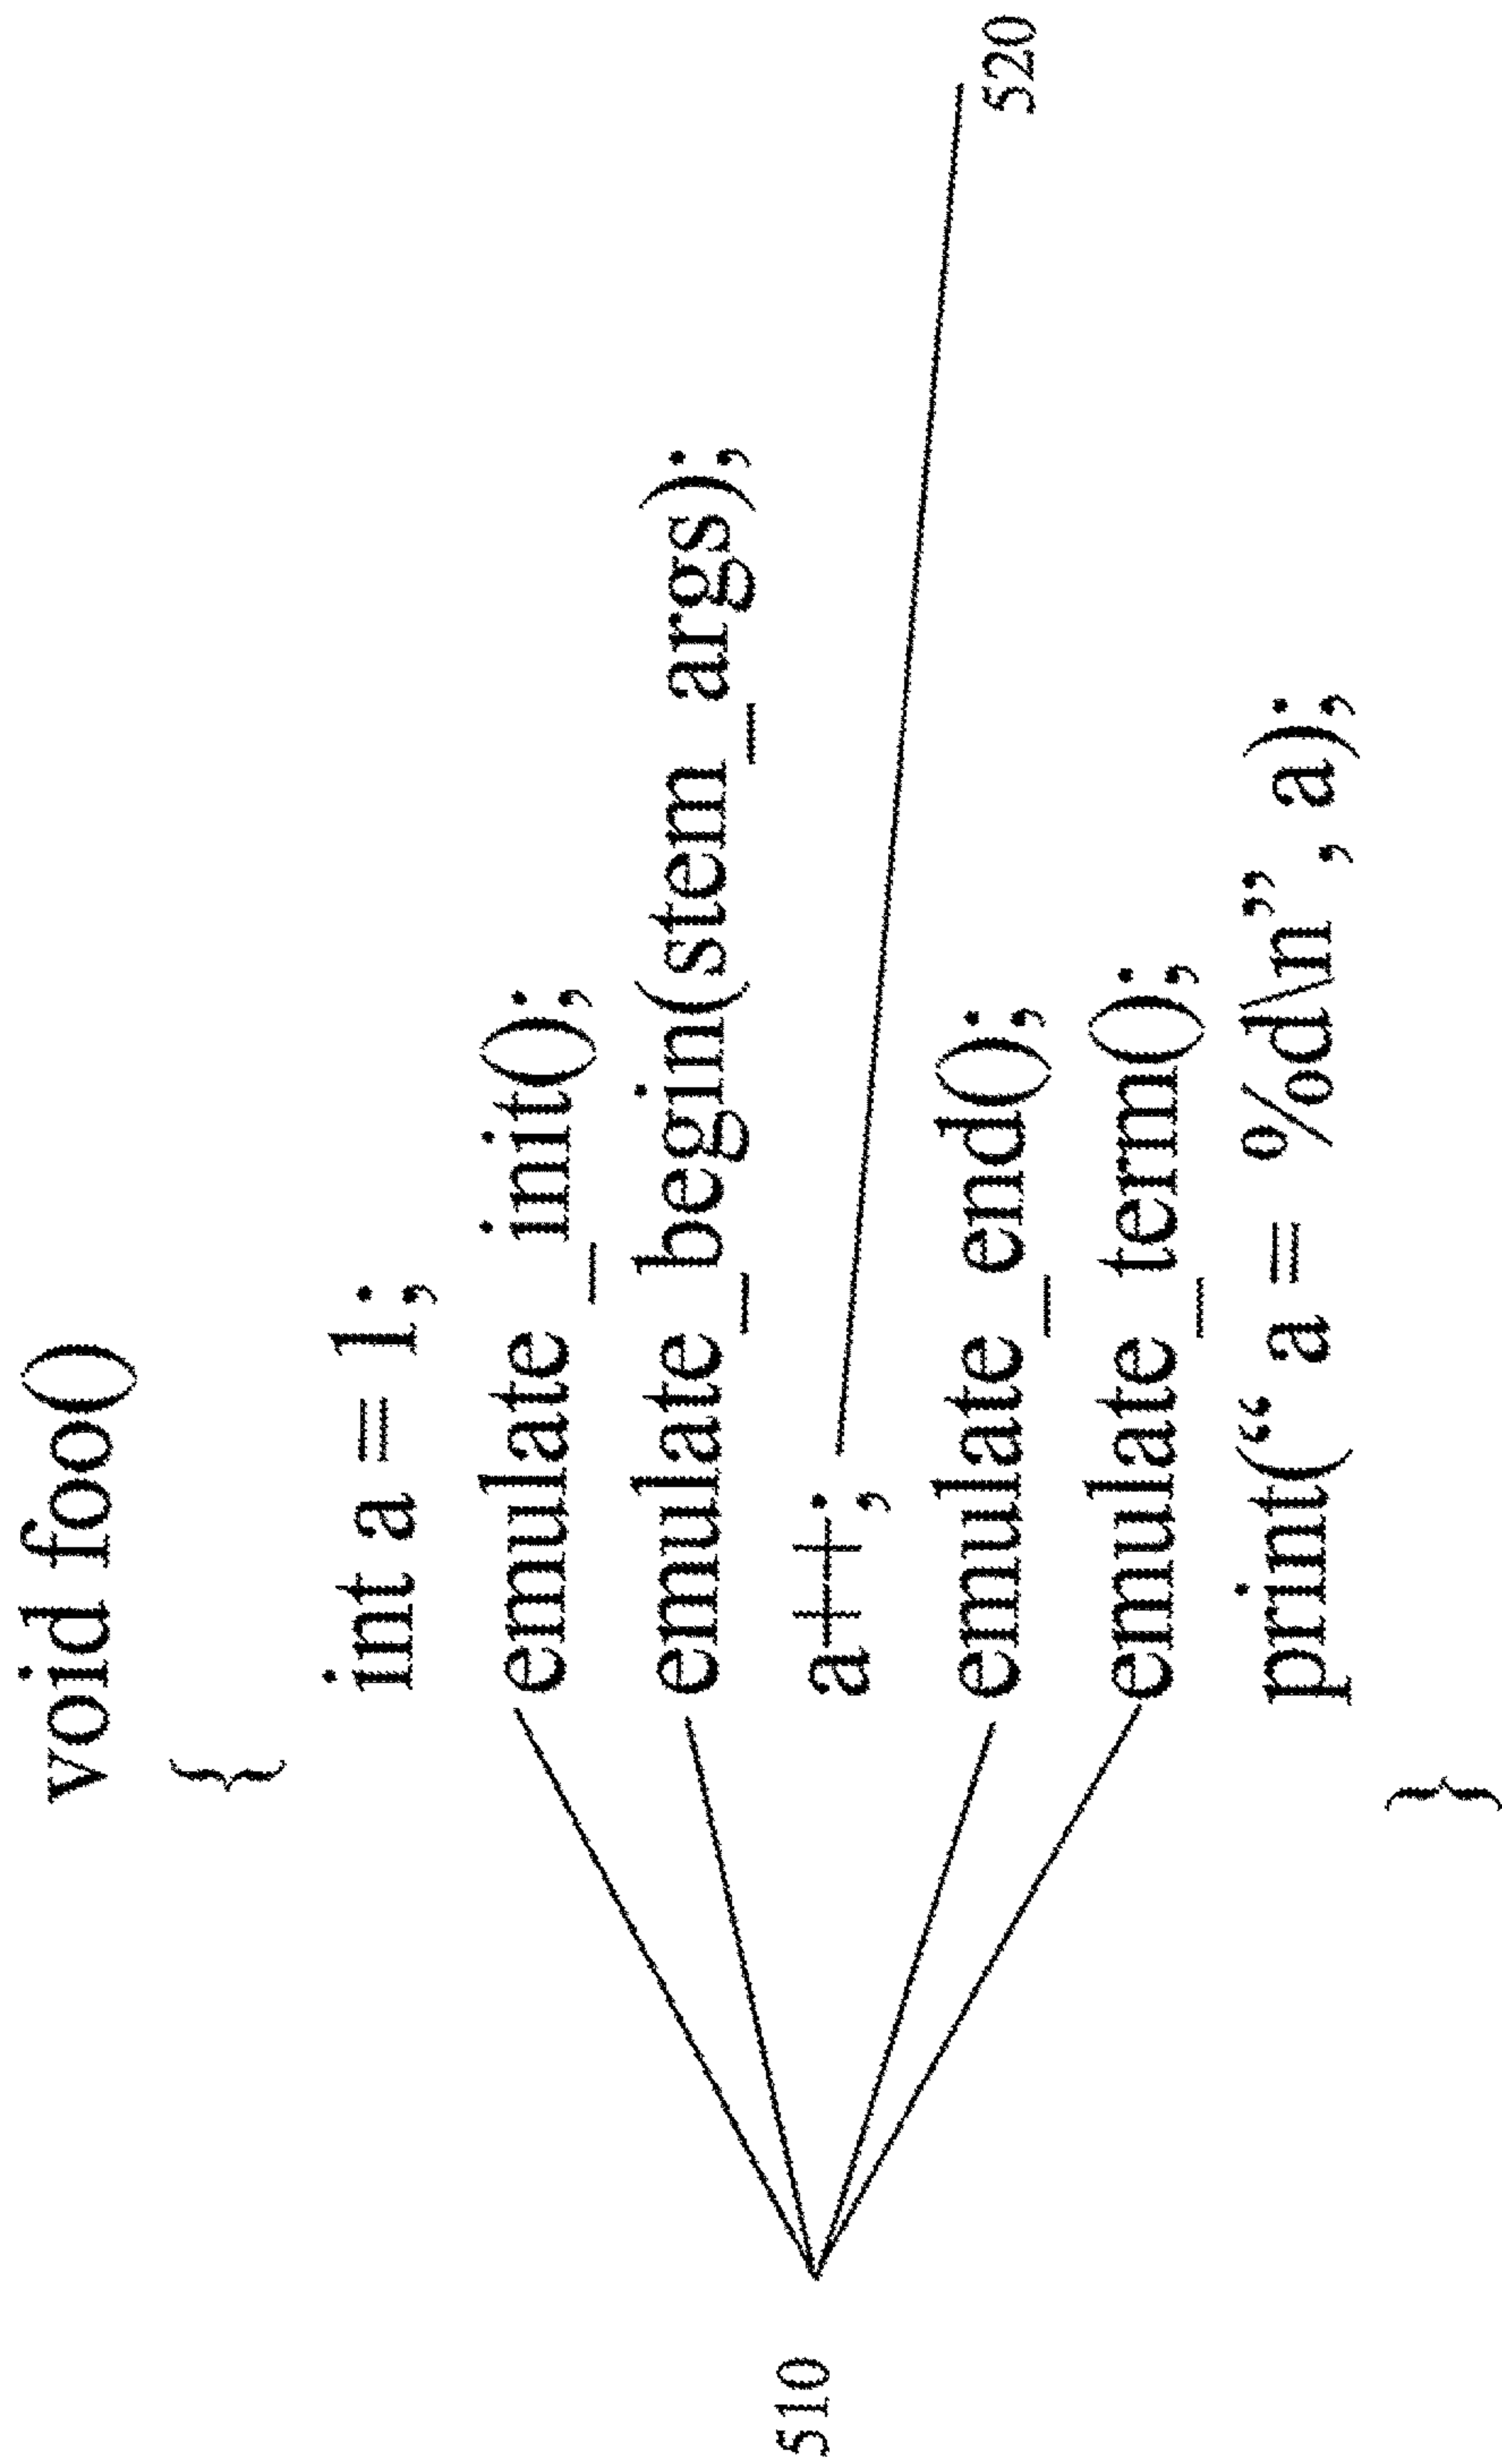 void foo()
{
int a = 1;
emulate_init();
emulate_begin(stem_args);
a++;
emulate_end();
emulate_term();
print(“ a = %d\n”, a);
}
510
520